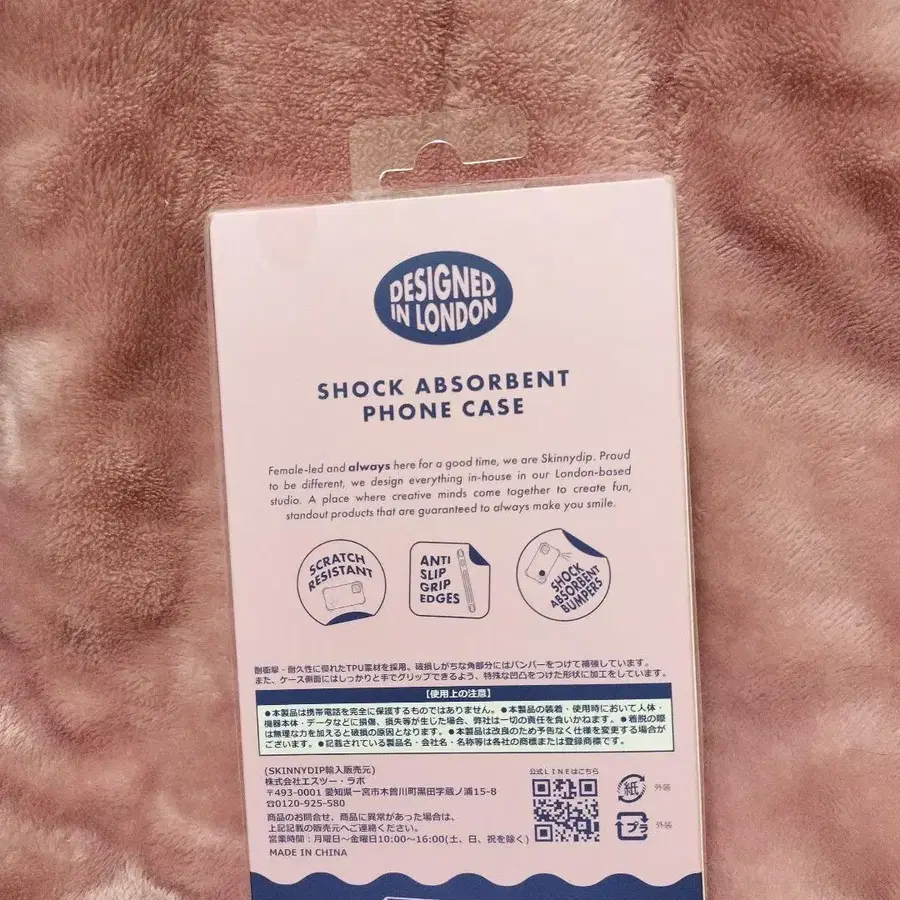 DESIGNED
IN LONDON
SHOCK ABSORBENT
PHONE CASE
Female-led and always here for a good time, we are Skinnydip. Proud
to be different, we design everything in-house in our London-based
studio. A place where creative minds come together to create fun,
standout products that are guaranteed to always make you smile.
SCRATCH
RESISTANT
ANTI
SLIP
GRIP
EDGES
SHOCK
ABSORBENT
BUMPERS
耐衝撃・耐久性に優れたTPU素材を採用。破損しがちな角部分にはバンパーをつけて補強しています。
また、ケース側面にはしっかりと手でグリップできるよう、特殊な凹凸をつけた形状に加工をしています。
【使用上の注意】
●本製品は携帯電話を完全に保護するものではありません。●本製品の装着・使用時において人体・
機器本体・データなどに損傷、損失等が生じた場合、弊社は一切の責任を負いかねます。●着脱の際
は無理な力を加えると破損の原因となります。●本製品は改良のため予告なく仕様を変更する場合が
ございます。●記載されている製品名・会社名・名称等は各社の商標または登録商標です。
(SKINNYDIP輸入販売元)
株式会社エスツー・ラボ
〒493-0001 愛知県一宮市木曽川町黒田字蔵ノ浦15-8
☎0120-925-580
商品のお問合せ、商品に異常があった場合は、
上記記載の販売元へご連絡ください。
営業時間：月曜日〜金曜日10:00〜16:00(土、日、祝を除く)
MADE IN CHINA
公式LINEはこちら
紙 外装
プラ 外装